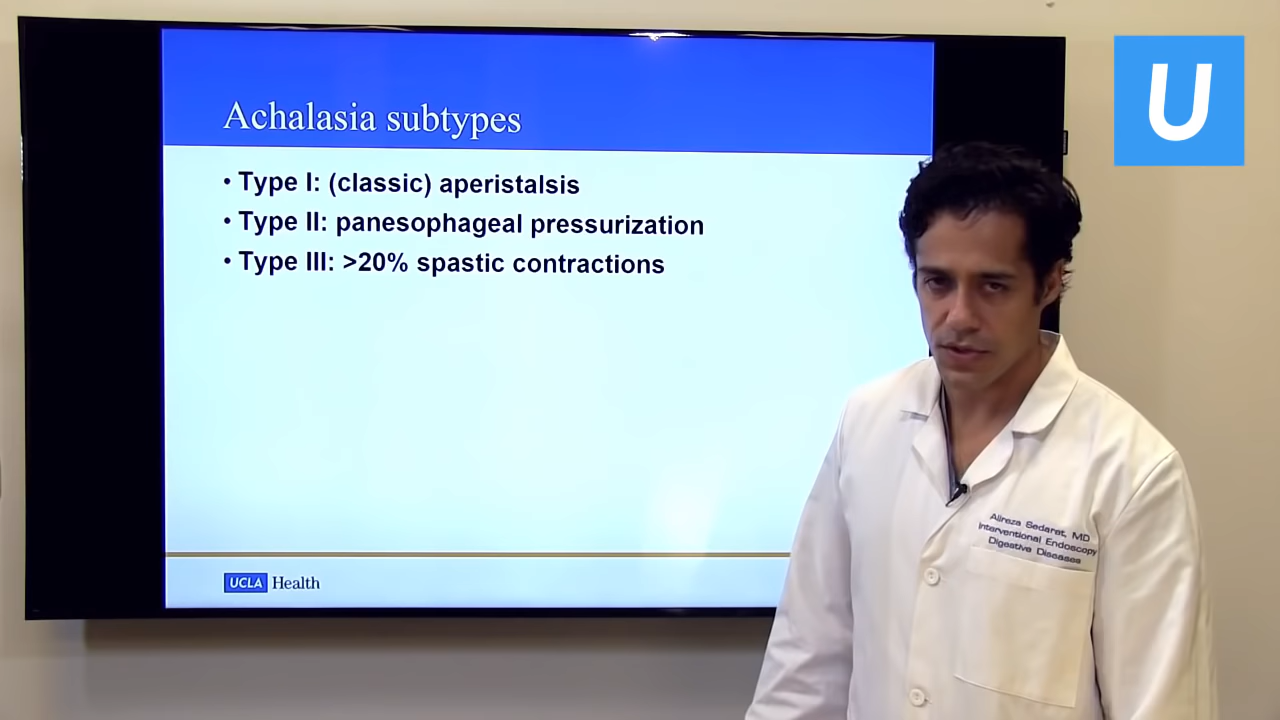 U
Achalasia subtypes
• Type I: (classic) aperistalsis
• Type II: panesophageal pressurization
• Type III: >20% spastic contractions
UCLA Health
Alireza Sedarat, MD
Interventional Endoscopy
Digestive Diseases